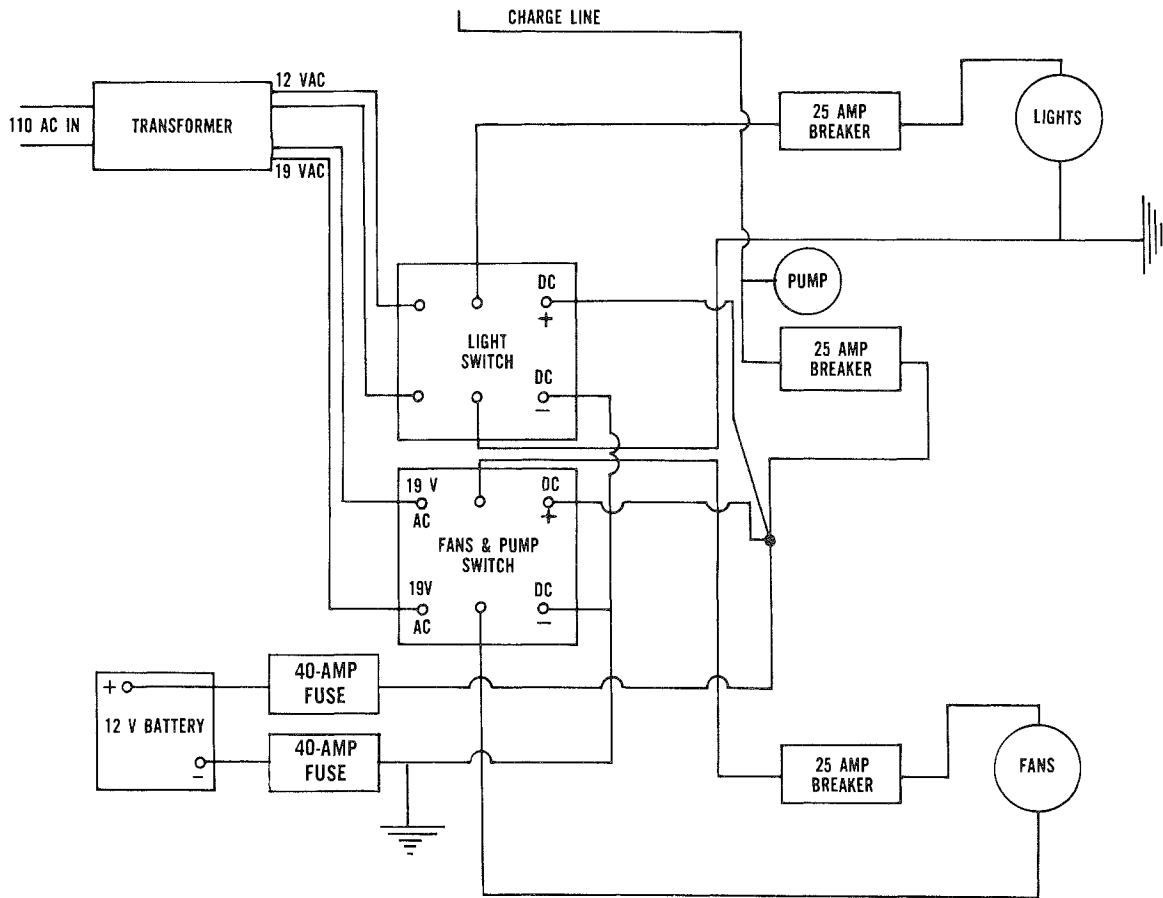 CHARGE LINE
12 VAC
110 AC IN
TRANSFORMER
19 VAC
25 AMP
BREAKER
LIGHTS
DC
+
LIGHT
SWITCH
DC
−
PUMP
25 AMP
BREAKER
19 V
AC
DC
+
FANS & PUMP
SWITCH
19V
AC
DC
−
+
12 V BATTERY
−
40-AMP
FUSE
40-AMP
FUSE
25 AMP
BREAKER
FANS